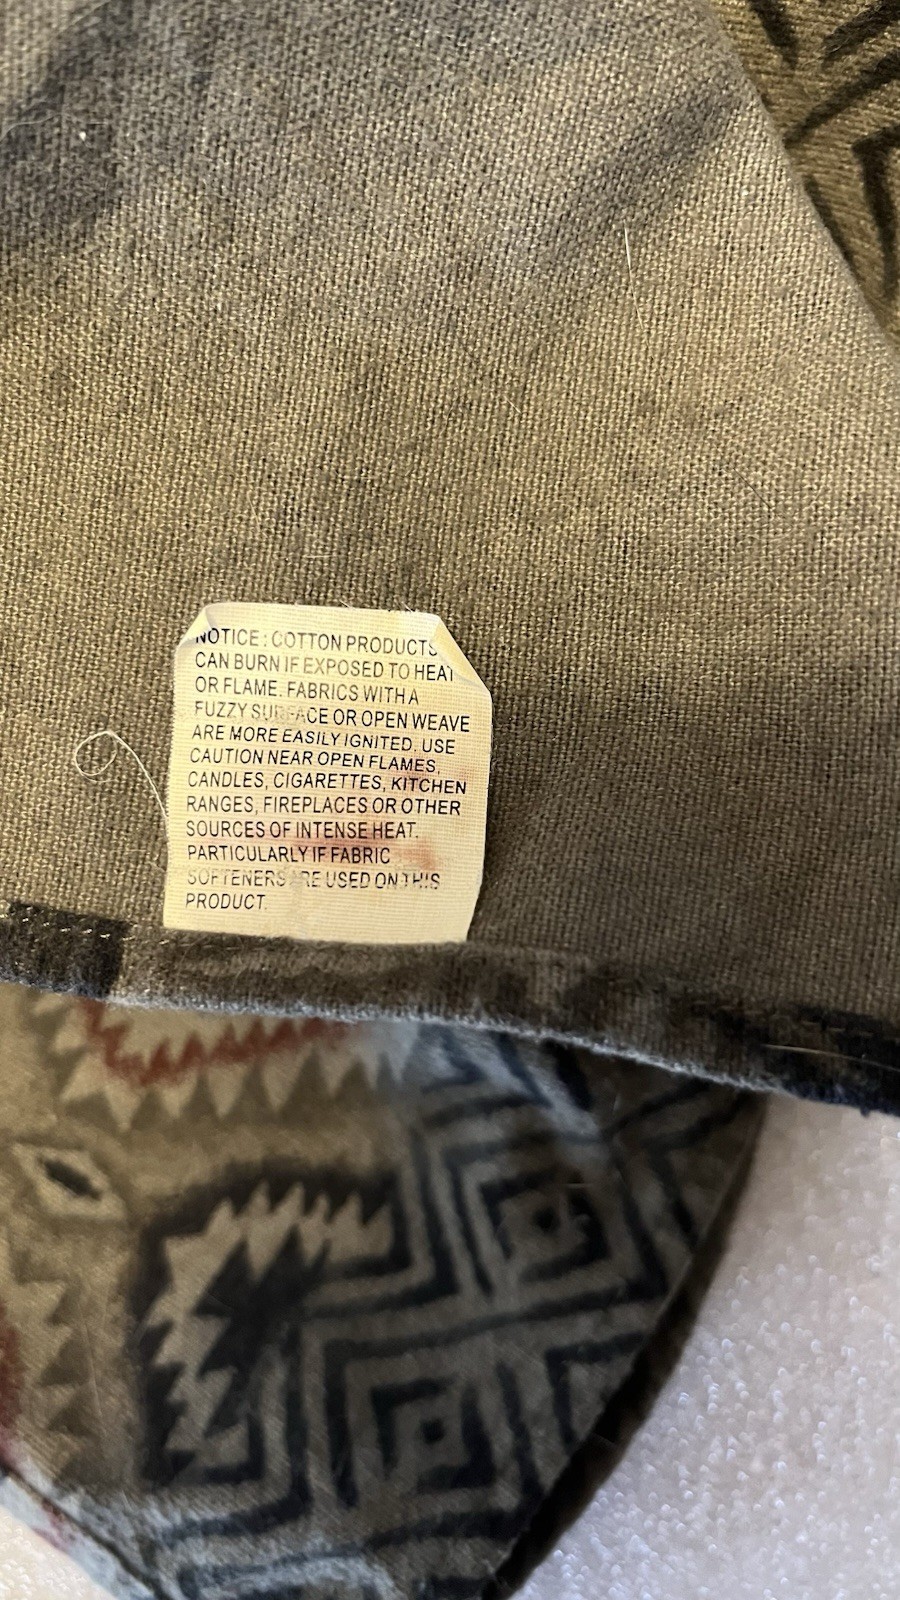 NOTICE : COTTON PRODUCTS
CAN BURN IF EXPOSED TO HEAT
OR FLAME. FABRICS WITH A
FUZZY SURFACE OR OPEN WEAVE
ARE MORE EASILY IGNITED. USE
CAUTION NEAR OPEN FLAMES,
CANDLES, CIGARETTES, KITCHEN
RANGES, FIREPLACES OR OTHER
SOURCES OF INTENSE HEAT.
PARTICULARLY IF FABRIC
SOFTENERS ARE USED ON THIS
PRODUCT.